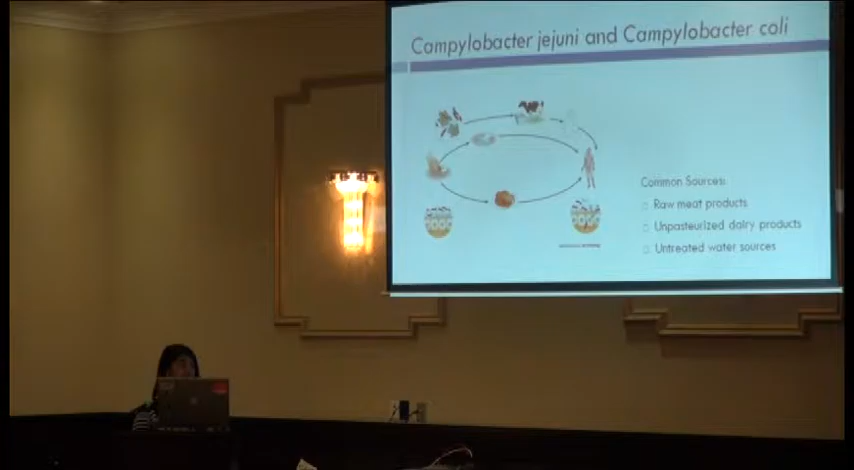 Campylobacter jejuni and Campylobacter coli
Common Sources:
Raw meat products
Unpasteurized dairy products
Untreated water sources